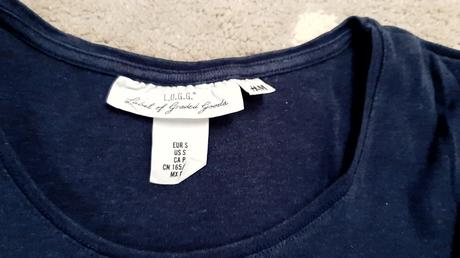 L.O.G.G.®
Label of Graded Goods
H&M
EUR S
US S
CA P
CN 165/
MX